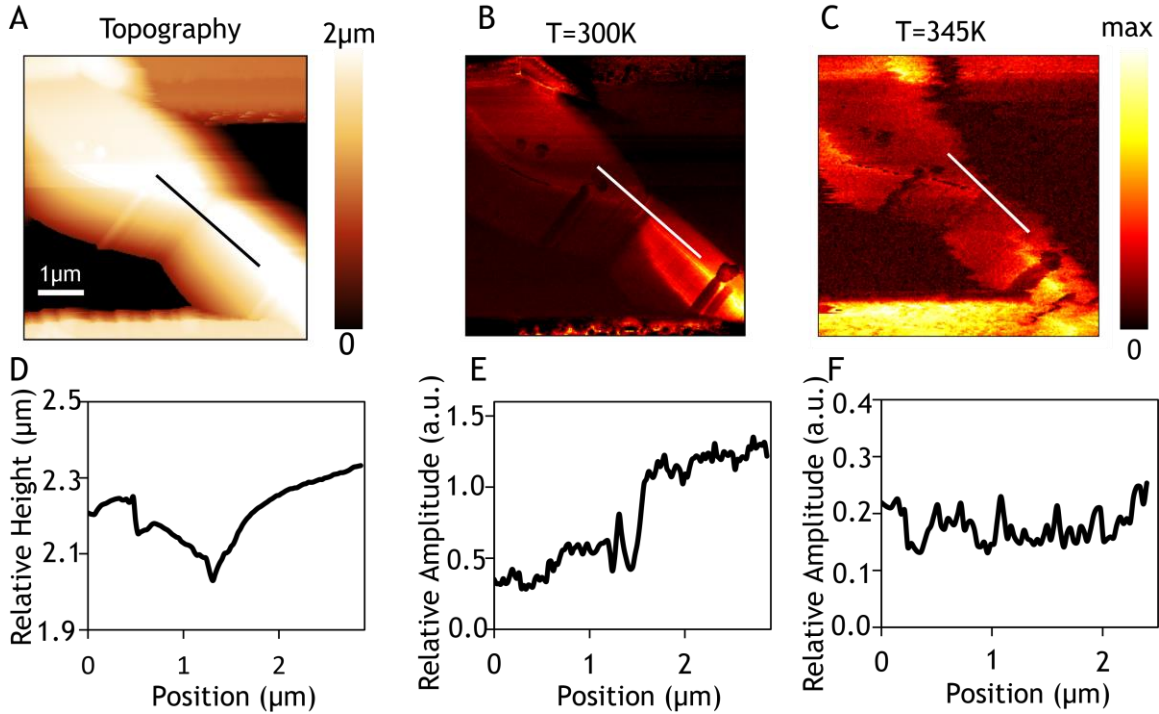 A
Topography
2μm
0
1μm
B
T=300K
C
T=345K
max
0
D
Relative Height (μm)
2.5
2.3
2.1
1.9
0
1
2
Position (μm)
E
Relative Amplitude (a.u.)
1.5
1.0
0.5
0.0
0
1
2
Position (μm)
F
Relative Amplitude (a.u.)
0.4
0.3
0.2
0.1
0.0
0
1
2
Position (μm)